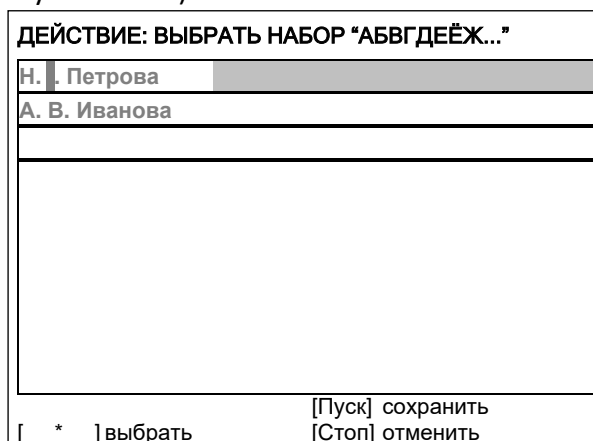 ДЕЙСТВИЕ: ВЫБРАТЬ НАБОР “АБВГДЕЁЖ...”
Н. . Петрова
А. В. Иванова
[Пуск] сохранить
[ * ] выбрать [Стоп] отменить